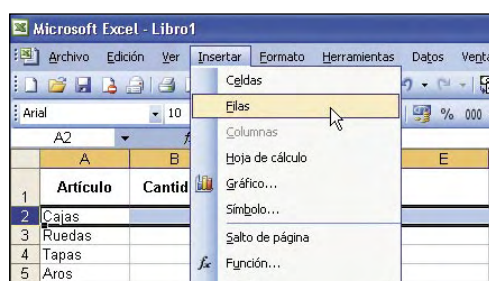 Microsoft Excel - Libro1
Archivo Edición Ver Insertar Formato Herramientas Datos
Arial 10 % 000
A2
Celdas
Filas
Columnas
Hoja de cálculo
Gráfico...
Símbolo...
Salto de página
fx Función...
A B E
1 Artículo
2 Cajas
3 Ruedas
4 Tapas
5 Aros